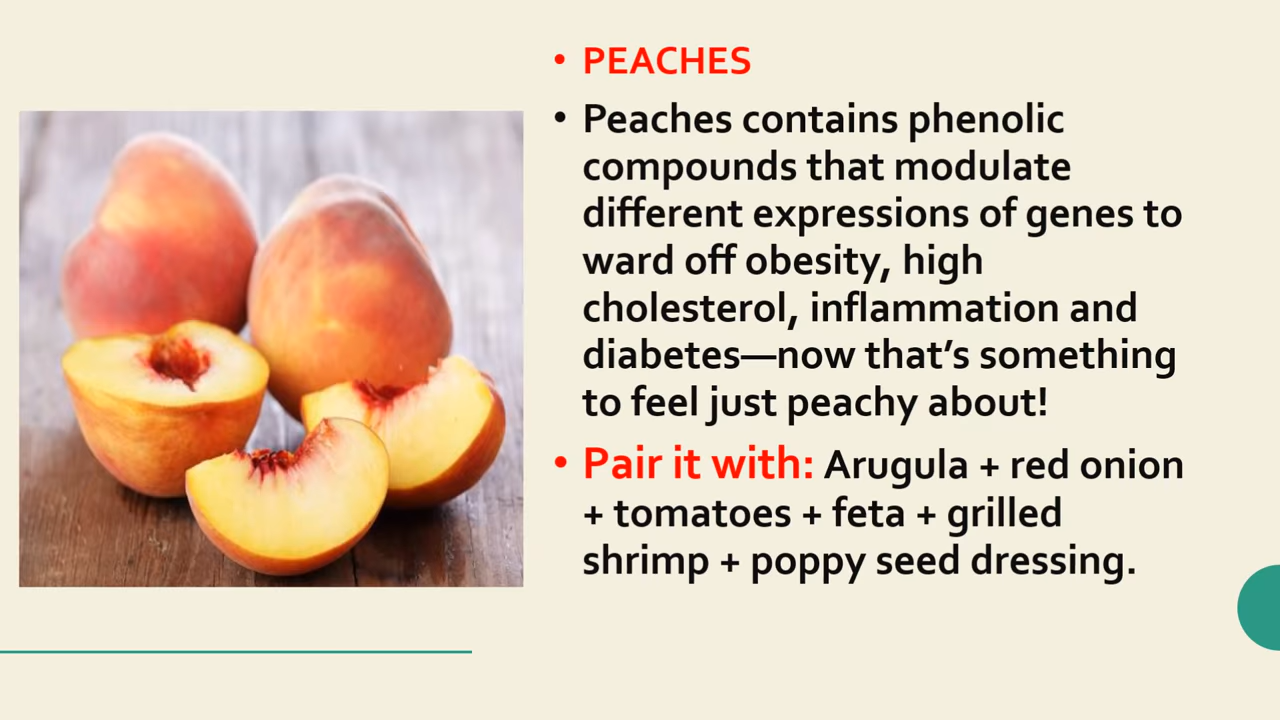 • PEACHES
• Peaches contains phenolic
compounds that modulate
different expressions of genes to
ward off obesity, high
cholesterol, inflammation and
diabetes—now that’s something
to feel just peachy about!
• Pair it with: Arugula + red onion
+ tomatoes + feta + grilled
shrimp + poppy seed dressing.